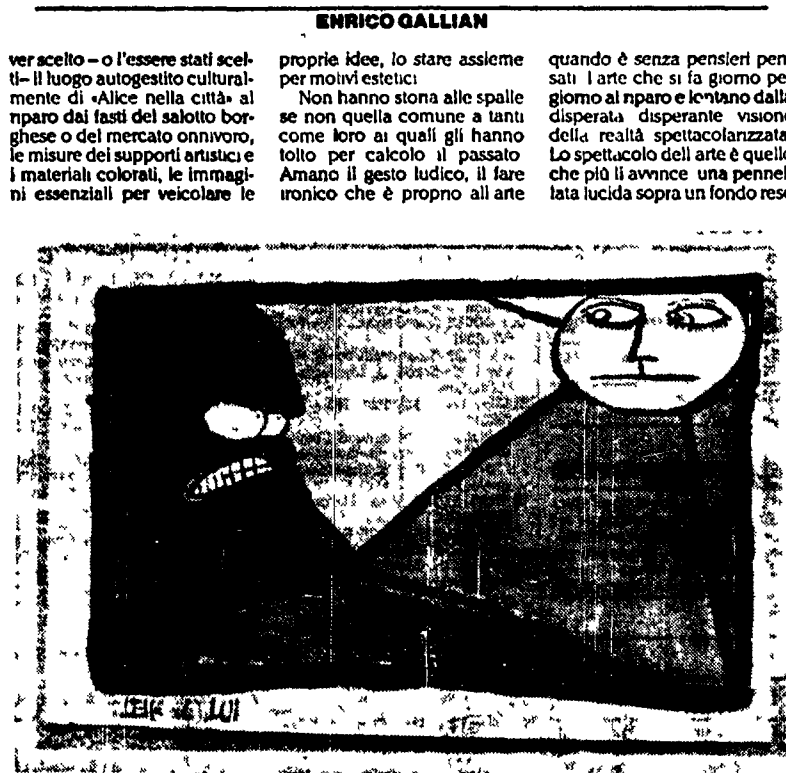 ENRICO GALLIAN
ver scelto – o l'essere stati scel-
ti – il luogo autogestito cultural-
mente di «Alice nella città» al
riparo dai fasti del salotto bor-
ghese o del mercato onnivoro,
le misure dei supporti artistici e
i materiali colorati, le immagi-
ni essenziali per veicolare le
proprie idee, lo stare assieme
per motivi estetici
Non hanno storia alle spalle
se non quella comune a tanti
come loro ai quali gli hanno
tolto per calcolo il passato
Amano il gesto ludico, il fare
ironico che è proprio all arte
quando è senza pensieri pen
sati l arte che si fa giorno pe
giorno al riparo e lontano dalla
disperata disperante visione
della realtà spettacolarizzata
Lo spettacolo dell arte è quello
che più li avvince una pennel
lata lucida sopra un fondo rese
LUI